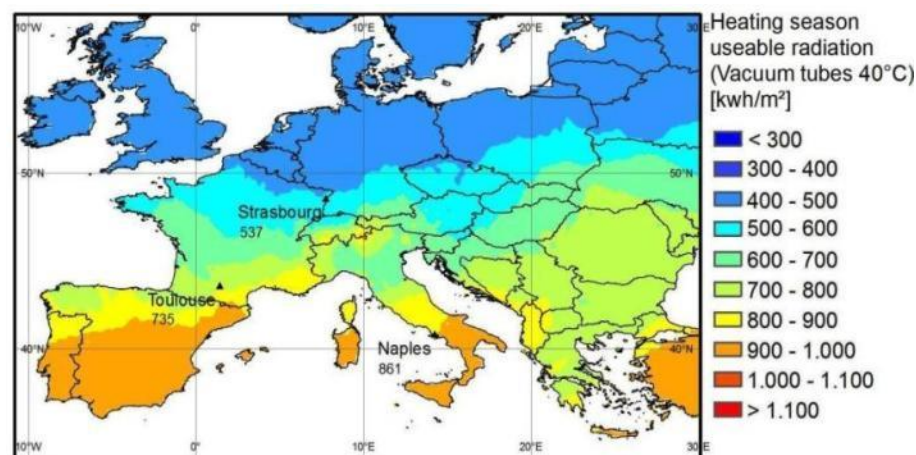 10°W
0°
10°E
20°E
30°E
Heating season
useable radiation
(Vacuum tubes 40°C)
[kwh/m²]
< 300
50°N
50°N
300 - 400
400 - 500
Strasbourg
537
500 - 600
600 - 700
700 - 800
Toulouse
735
800 - 900
40°N
40°N
Naples
861
900 - 1.000
1.000 - 1.100
> 1.100
10°W
0°
10°E
20°E
30°E